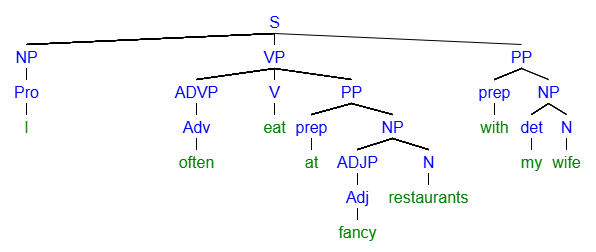 S
NP VP PP
Pro ADVP V PP prep NP
I Adv eat prep NP with det N
often at ADJP N my wife
Adj restaurants
fancy